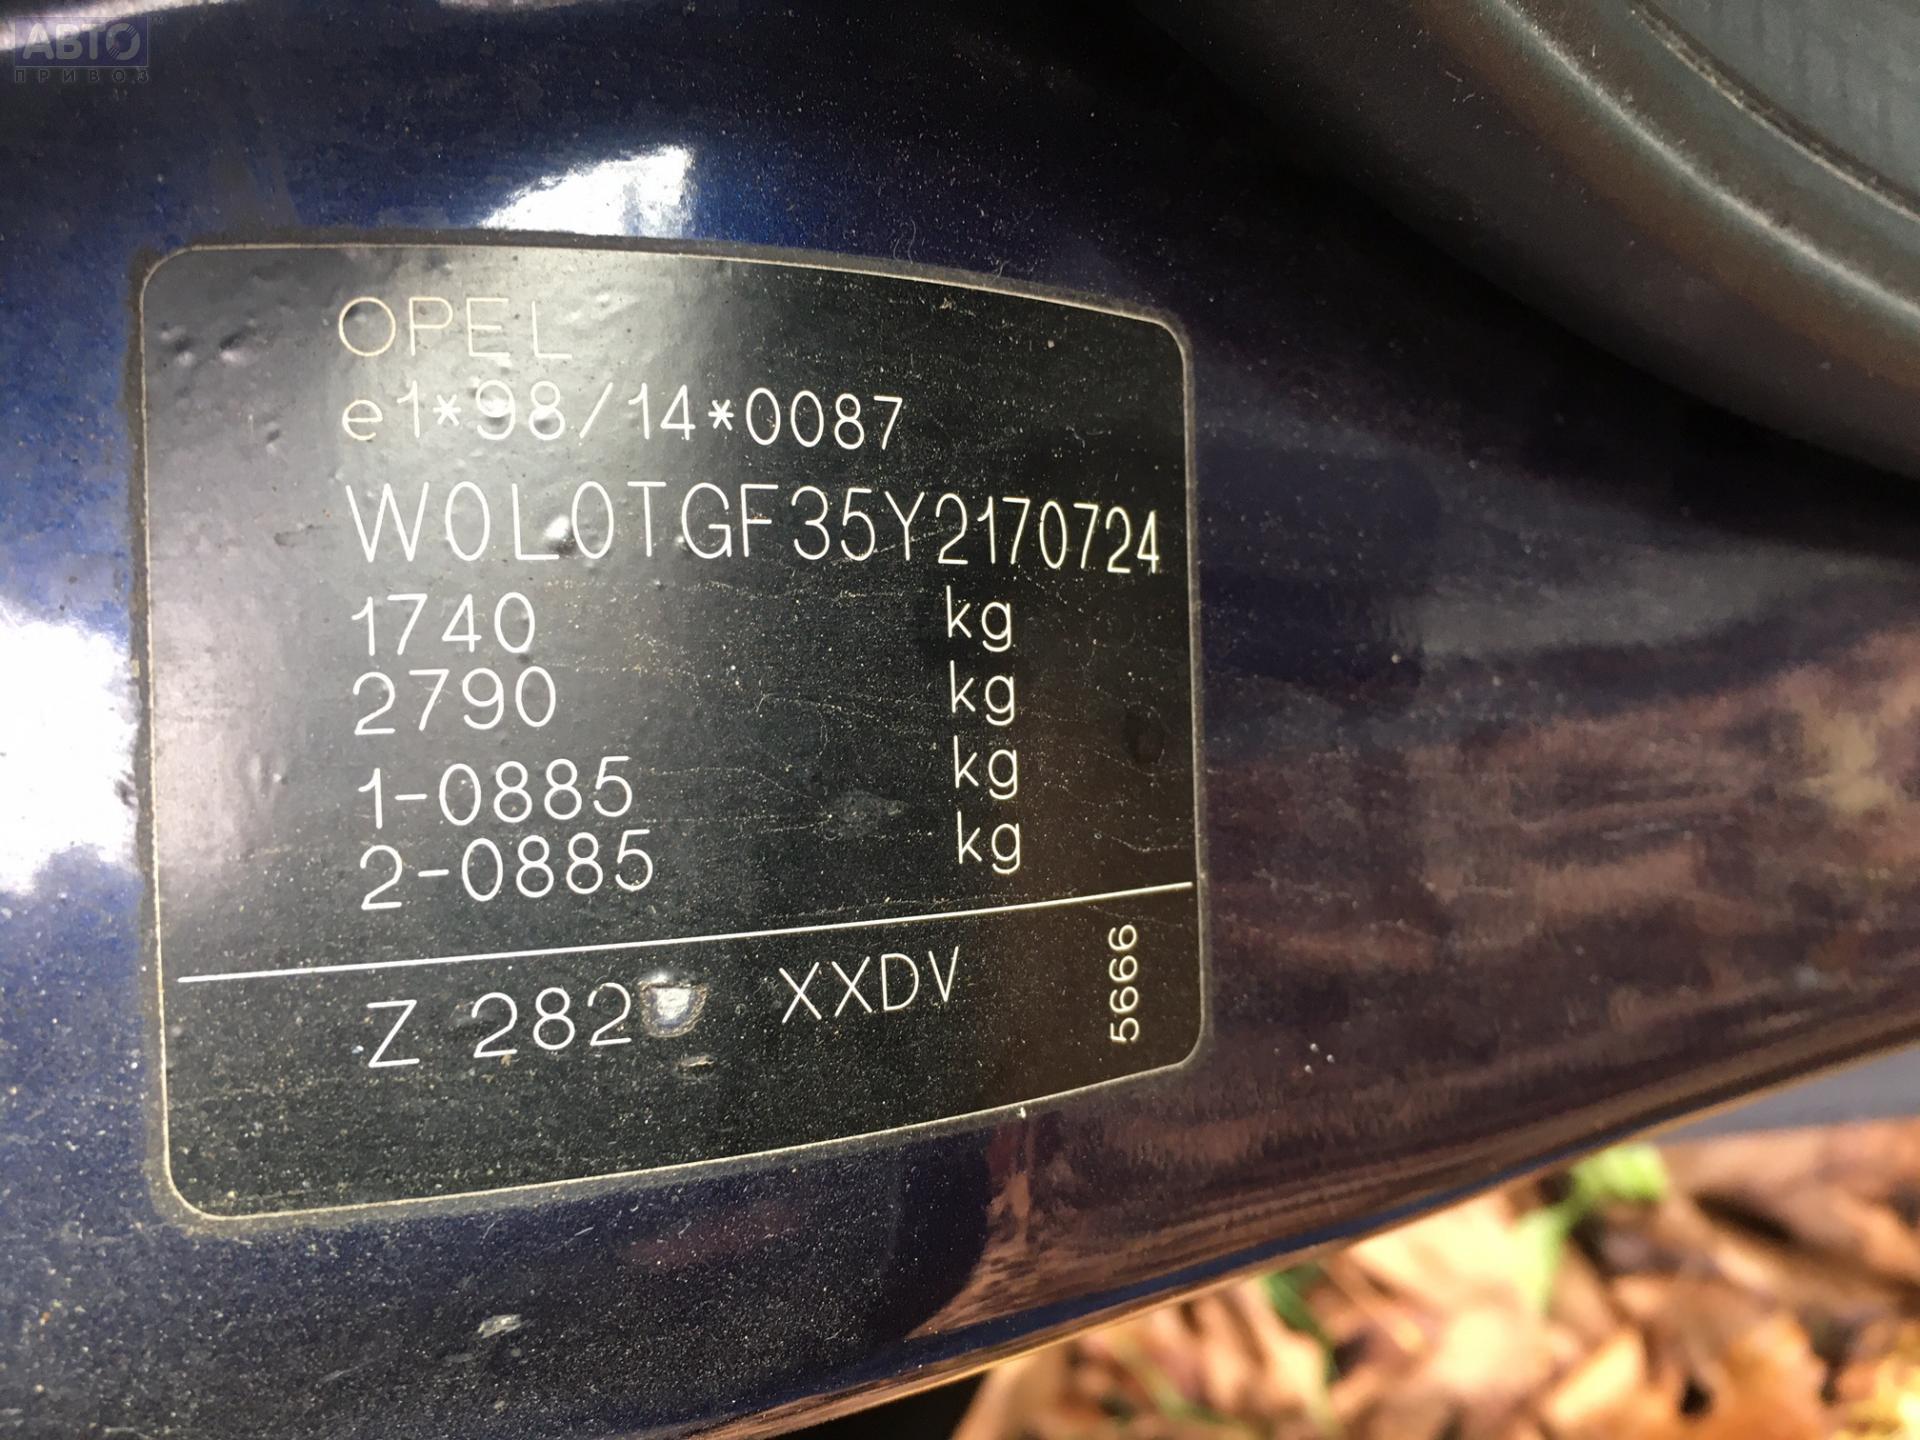 АВТО
ПРИВОЗ
OPEL
e1*98/14*0087
W0L0TGF35Y2170724
1740 kg
2790 kg
1-0885 kg
2-0885 kg
Z 282 XXDV
5666